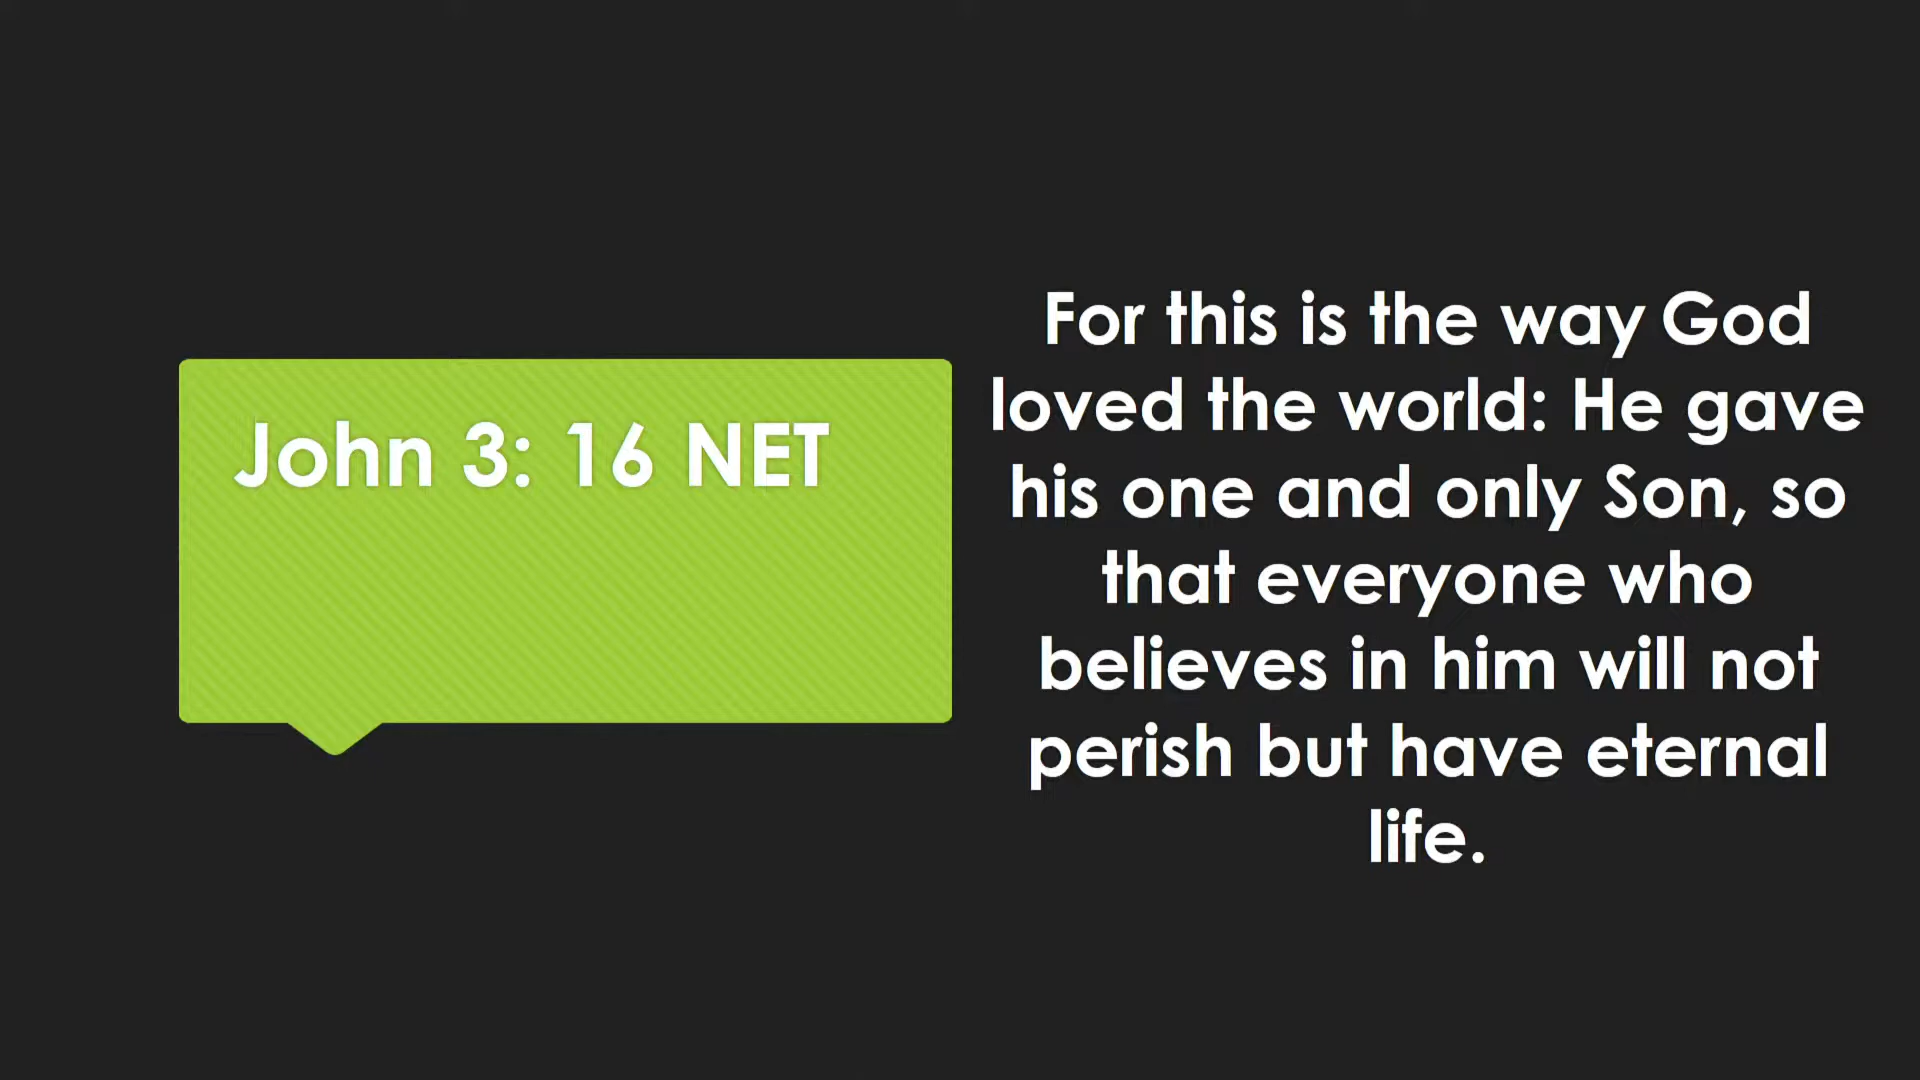 John 3: 16 NET
For this is the way God
loved the world: He gave
his one and only Son, so
that everyone who
believes in him will not
perish but have eternal
life.